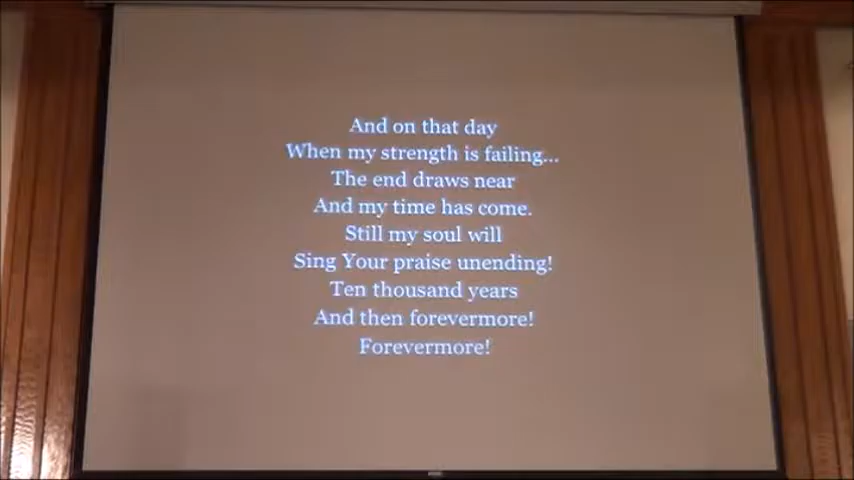 And on that day
When my strength is failing...
The end draws near
And my time has come.
Still my soul will
Sing Your praise unending!
Ten thousand years
And then forevermore!
Forevermore!